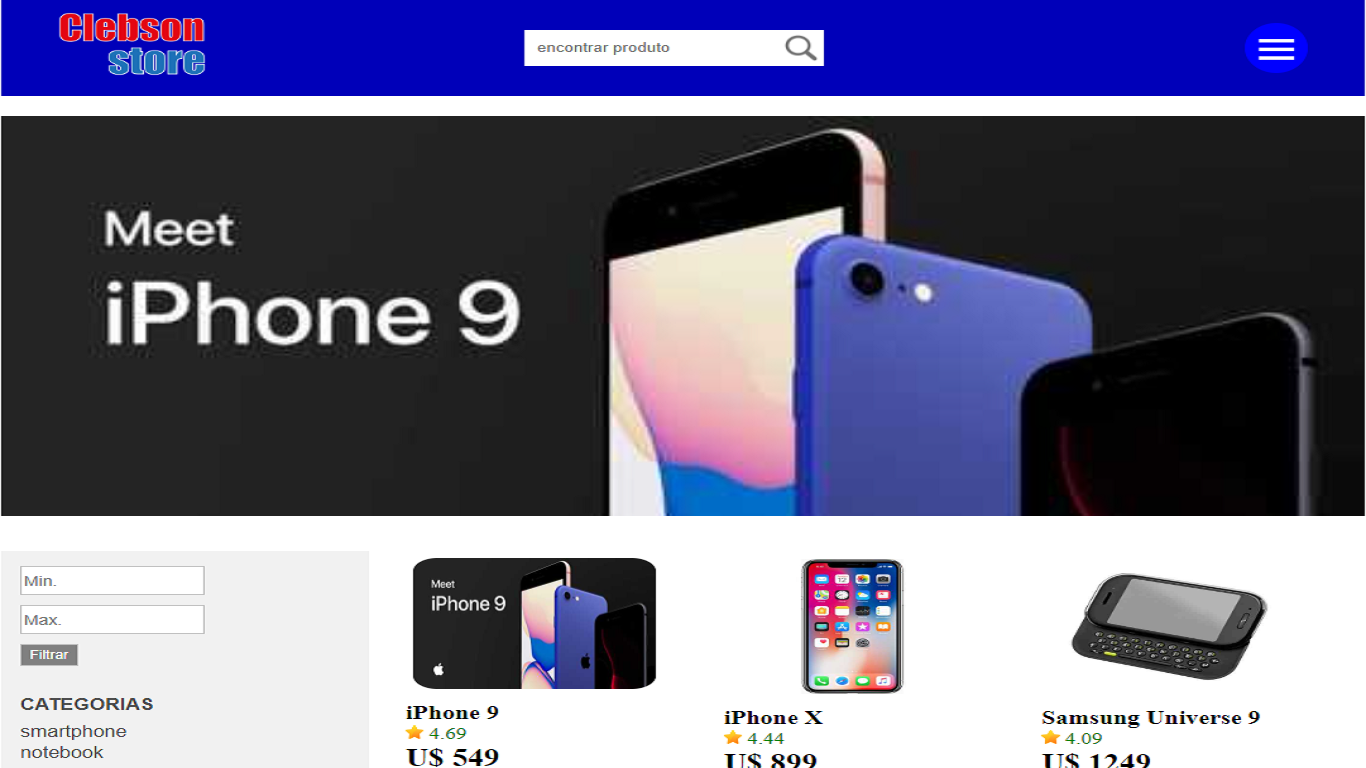 Clebson
store
encontrar produto
Meet
iPhone 9
Min.
Max.
Filtrar
CATEGORIAS
smartphone
notebook
Meet
iPhone 9
iPhone 9
4.69
U$ 549
iPhone X
4.44
U$ 899
Samsung Universe 9
4.09
U$ 1249